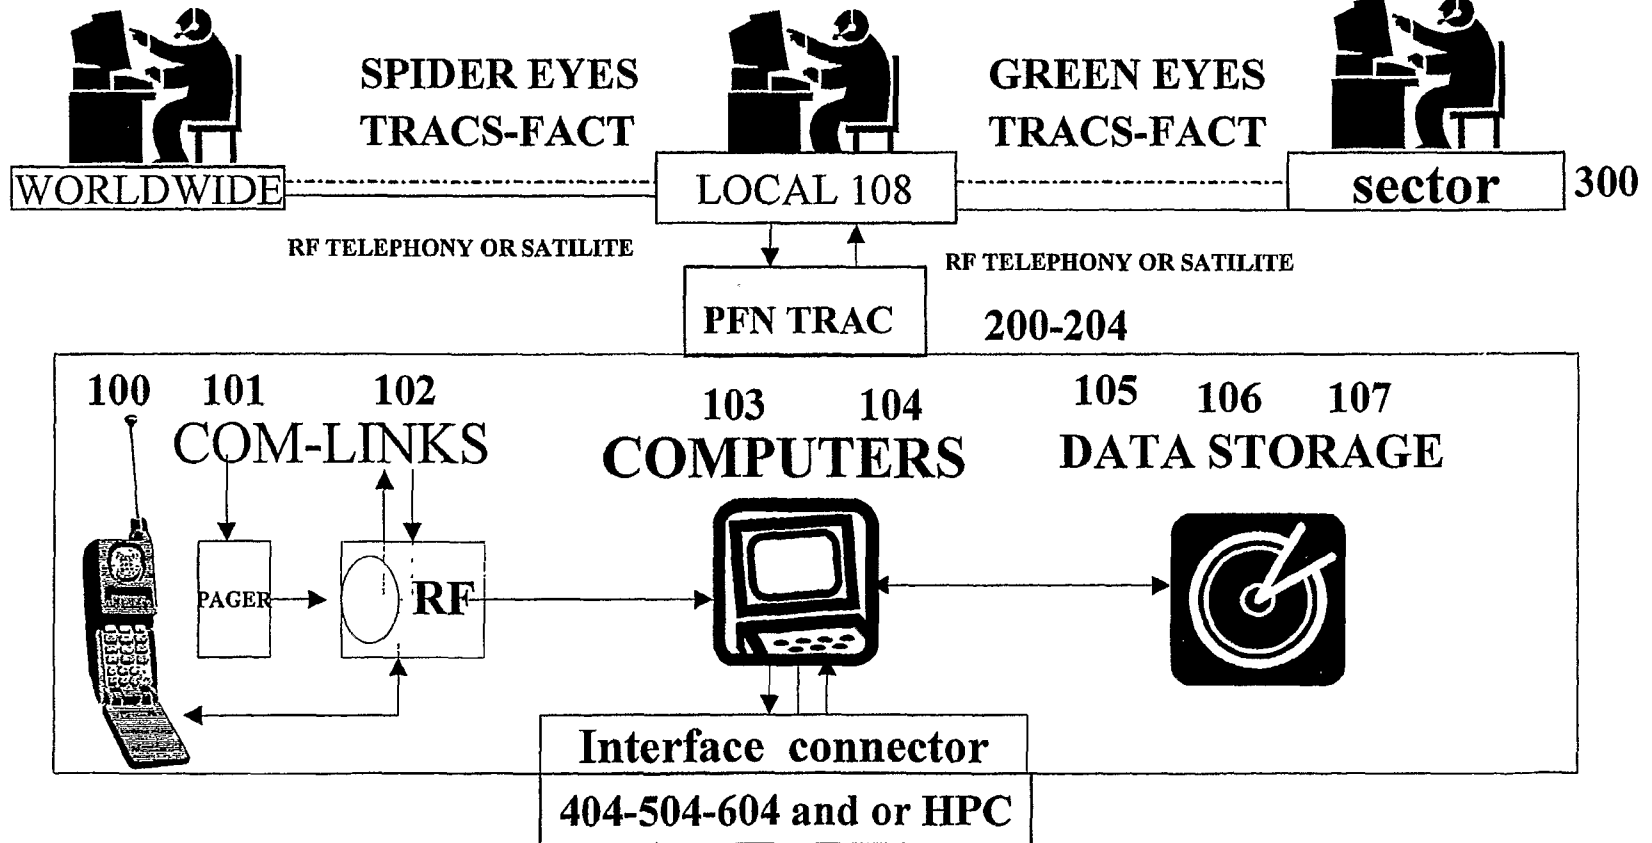 SPIDER EYES
TRACS-FACT
GREEN EYES
TRACS-FACT
WORLDWIDE
LOCAL 108
sector
300
RF TELEPHONY OR SATILITE
RF TELEPHONY OR SATILITE
PFN TRAC
200-204
100
101
102
COM-LINKS
103
104
COMPUTERS
105
106
107
DATA STORAGE
PAGER
RF
Interface connector
404-504-604 and or HPC